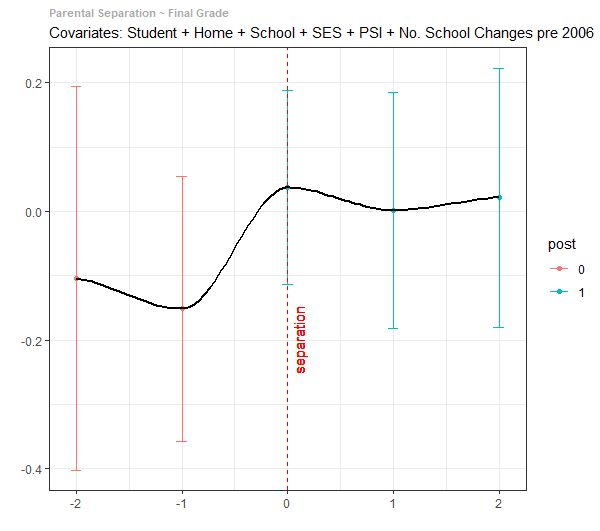 Parental Separation ~ Final Grade
Covariates: Student + Home + School + SES + PSI + No. School Changes pre 2006
0.2
0.0
-0.2
-0.4
separation
-2
-1
0
1
2
post
0
1